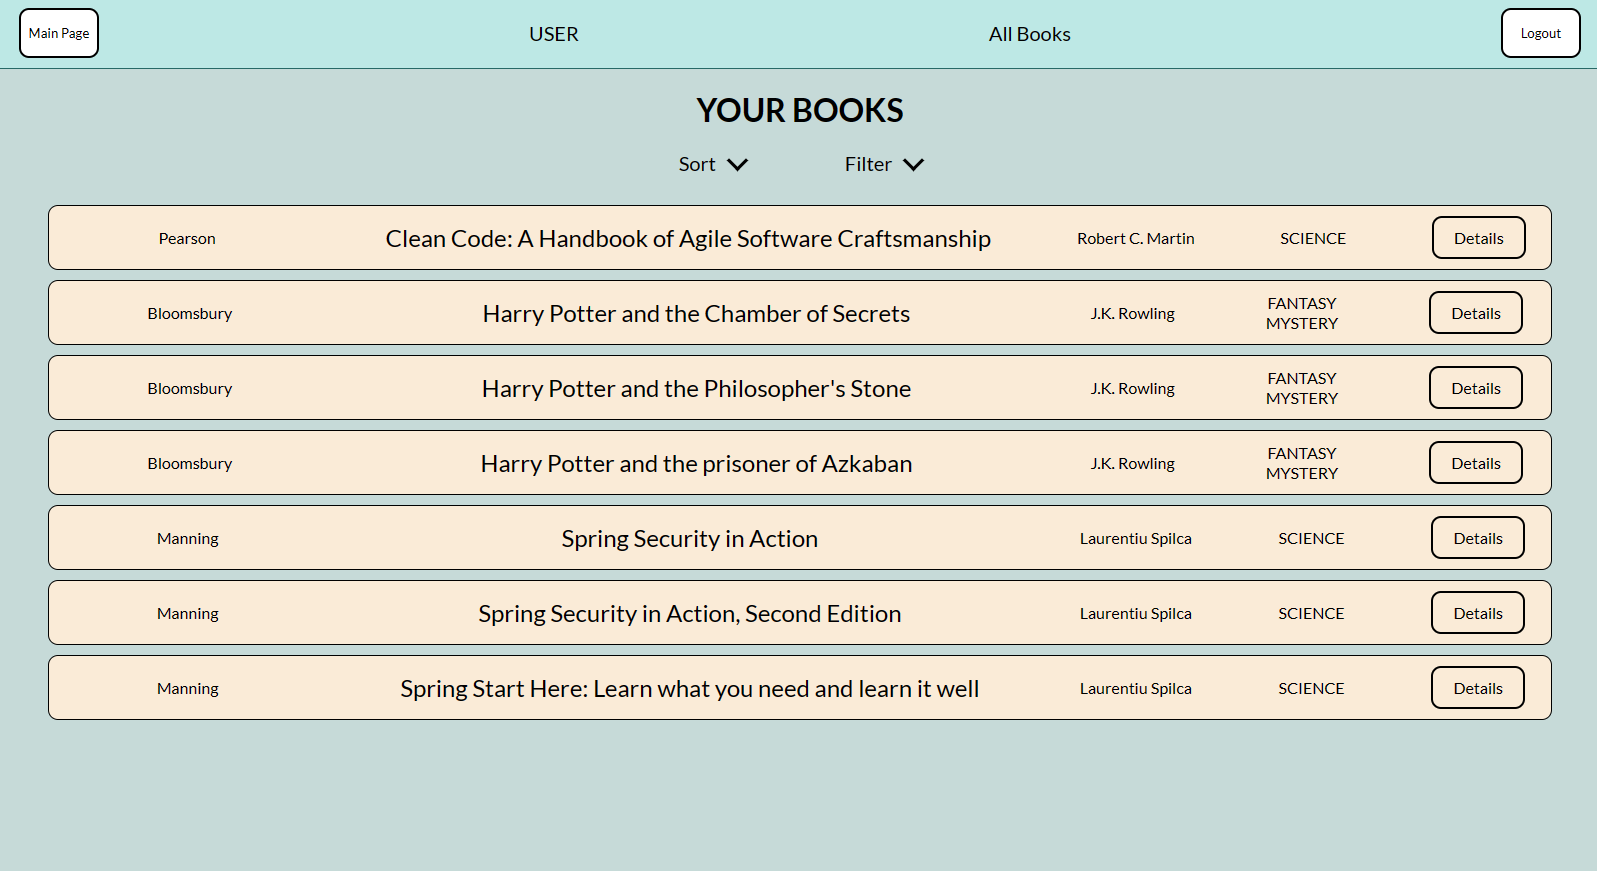 Main Page USER All Books Logout
YOUR BOOKS
Sort Filter
Pearson Clean Code: A Handbook of Agile Software Craftsmanship Robert C. Martin SCIENCE Details
Bloomsbury Harry Potter and the Chamber of Secrets J.K. Rowling FANTASY MYSTERY Details
Bloomsbury Harry Potter and the Philosopher's Stone J.K. Rowling FANTASY MYSTERY Details
Bloomsbury Harry Potter and the prisoner of Azkaban J.K. Rowling FANTASY MYSTERY Details
Manning Spring Security in Action Laurentiu Spilca SCIENCE Details
Manning Spring Security in Action, Second Edition Laurentiu Spilca SCIENCE Details
Manning Spring Start Here: Learn what you need and learn it well Laurentiu Spilca SCIENCE Details